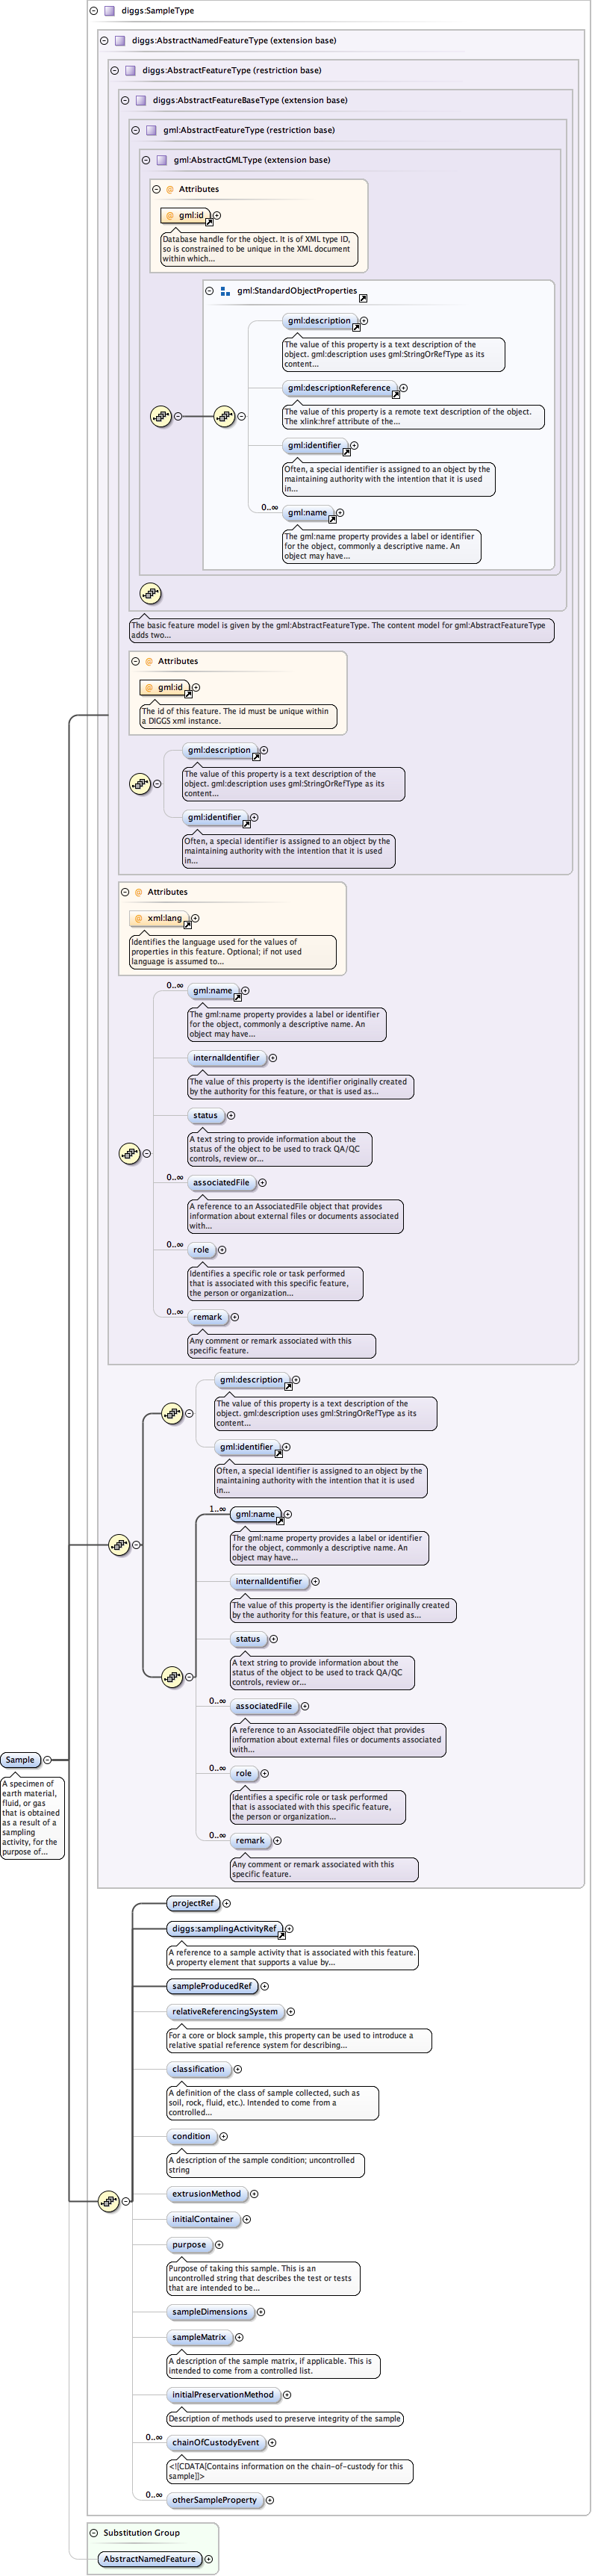 diggs:SampleType
diggs:AbstractNamedFeatureType (extension base)
diggs:AbstractFeatureType (restriction base)
diggs:AbstractFeatureBaseType (extension base)
gml:AbstractFeatureType (restriction base)
gml:AbstractGMLType (extension base)
@ Attributes
@ gml:id
Database handle for the object. It is of XML type ID,
so is constrained to be unique in the XML document
within which...
gml:StandardObjectProperties
gml:description
The value of this property is a text description of the
object. gml:description uses gml:StringOrRefType as its
content...
gml:descriptionReference
The value of this property is a remote text description of the object.
The xlink:href attribute of the...
gml:identifier
Often, a special identifier is assigned to an object by the
maintaining authority with the intention that it is used
in...
0..∞
gml:name
The gml:name property provides a label or identifier
for the object, commonly a descriptive name. An
object may have...
The basic feature model is given by the gml:AbstractFeatureType. The content model for gml:AbstractFeatureType
adds two...
@ Attributes
@ gml:id
The id of this feature. The id must be unique within
a DIGGS xml instance.
gml:description
The value of this property is a text description of the
object. gml:description uses gml:StringOrRefType as its
content...
gml:identifier
Often, a special identifier is assigned to an object by the
maintaining authority with the intention that it is used
in...
@ Attributes
@ xml:lang
Identifies the language used for the values of
properties in this feature. Optional; if not used
language is assumed to...
0..∞
gml:name
The gml:name property provides a label or identifier
for the object, commonly a descriptive name. An
object may have...
internalIdentifier
The value of this property is the identifier originally created
by the authority for this feature, or that is used as...
status
A text string to provide information about the
status of the object to be used to track QA/QC
controls, review or...
0..∞
associatedFile
A reference to an AssociatedFile object that provides
information about external files or documents associated
with...
0..∞
role
Identifies a specific role or task performed
that is associated with this specific feature,
the person or organization...
0..∞
remark
Any comment or remark associated with this
specific feature.
gml:description
The value of this property is a text description of the
object. gml:description uses gml:StringOrRefType as its
content...
gml:identifier
Often, a special identifier is assigned to an object by the
maintaining authority with the intention that it is used
in...
1..∞
gml:name
The gml:name property provides a label or identifier
for the object, commonly a descriptive name. An
object may have...
internalIdentifier
The value of this property is the identifier originally created
by the authority for this feature, or that is used as...
status
A text string to provide information about the
status of the object to be used to track QA/QC
controls, review or...
0..∞
associatedFile
A reference to an AssociatedFile object that provides
information about external files or documents associated
with...
0..∞
role
Identifies a specific role or task performed
that is associated with this specific feature,
the person or organization...
0..∞
remark
Any comment or remark associated with this
specific feature.
Sample
A specimen of
earth material,
fluid, or gas
that is obtained
as a result of a
sampling
activity, for the
purpose of...
projectRef
diggs:samplingActivityRef
A reference to a sample activity that is associated with this feature.
A property element that supports a value by...
sampleProducedRef
relativeReferencingSystem
For a core or block sample, this property can be used to introduce a
relative spatial reference system for describing...
classification
A definition of the class of sample collected, such as
soil, rock, fluid, etc.). Intended to come from a
controlled...
condition
A description of the sample condition; uncontrolled
string
extrusionMethod
initialContainer
purpose
Purpose of taking this sample. This is an
uncontrolled string that describes the test or tests
that are intended to be...
sampleDimensions
sampleMatrix
A description of the sample matrix, if applicable. This is
intended to come from a controlled list.
initialPreservationMethod
Description of methods used to preserve integrity of the sample
0..∞
chainOfCustodyEvent
<![CDATA[Contains information on the chain-of-custody for this
sample]]>
0..∞
otherSampleProperty
Substitution Group
AbstractNamedFeature